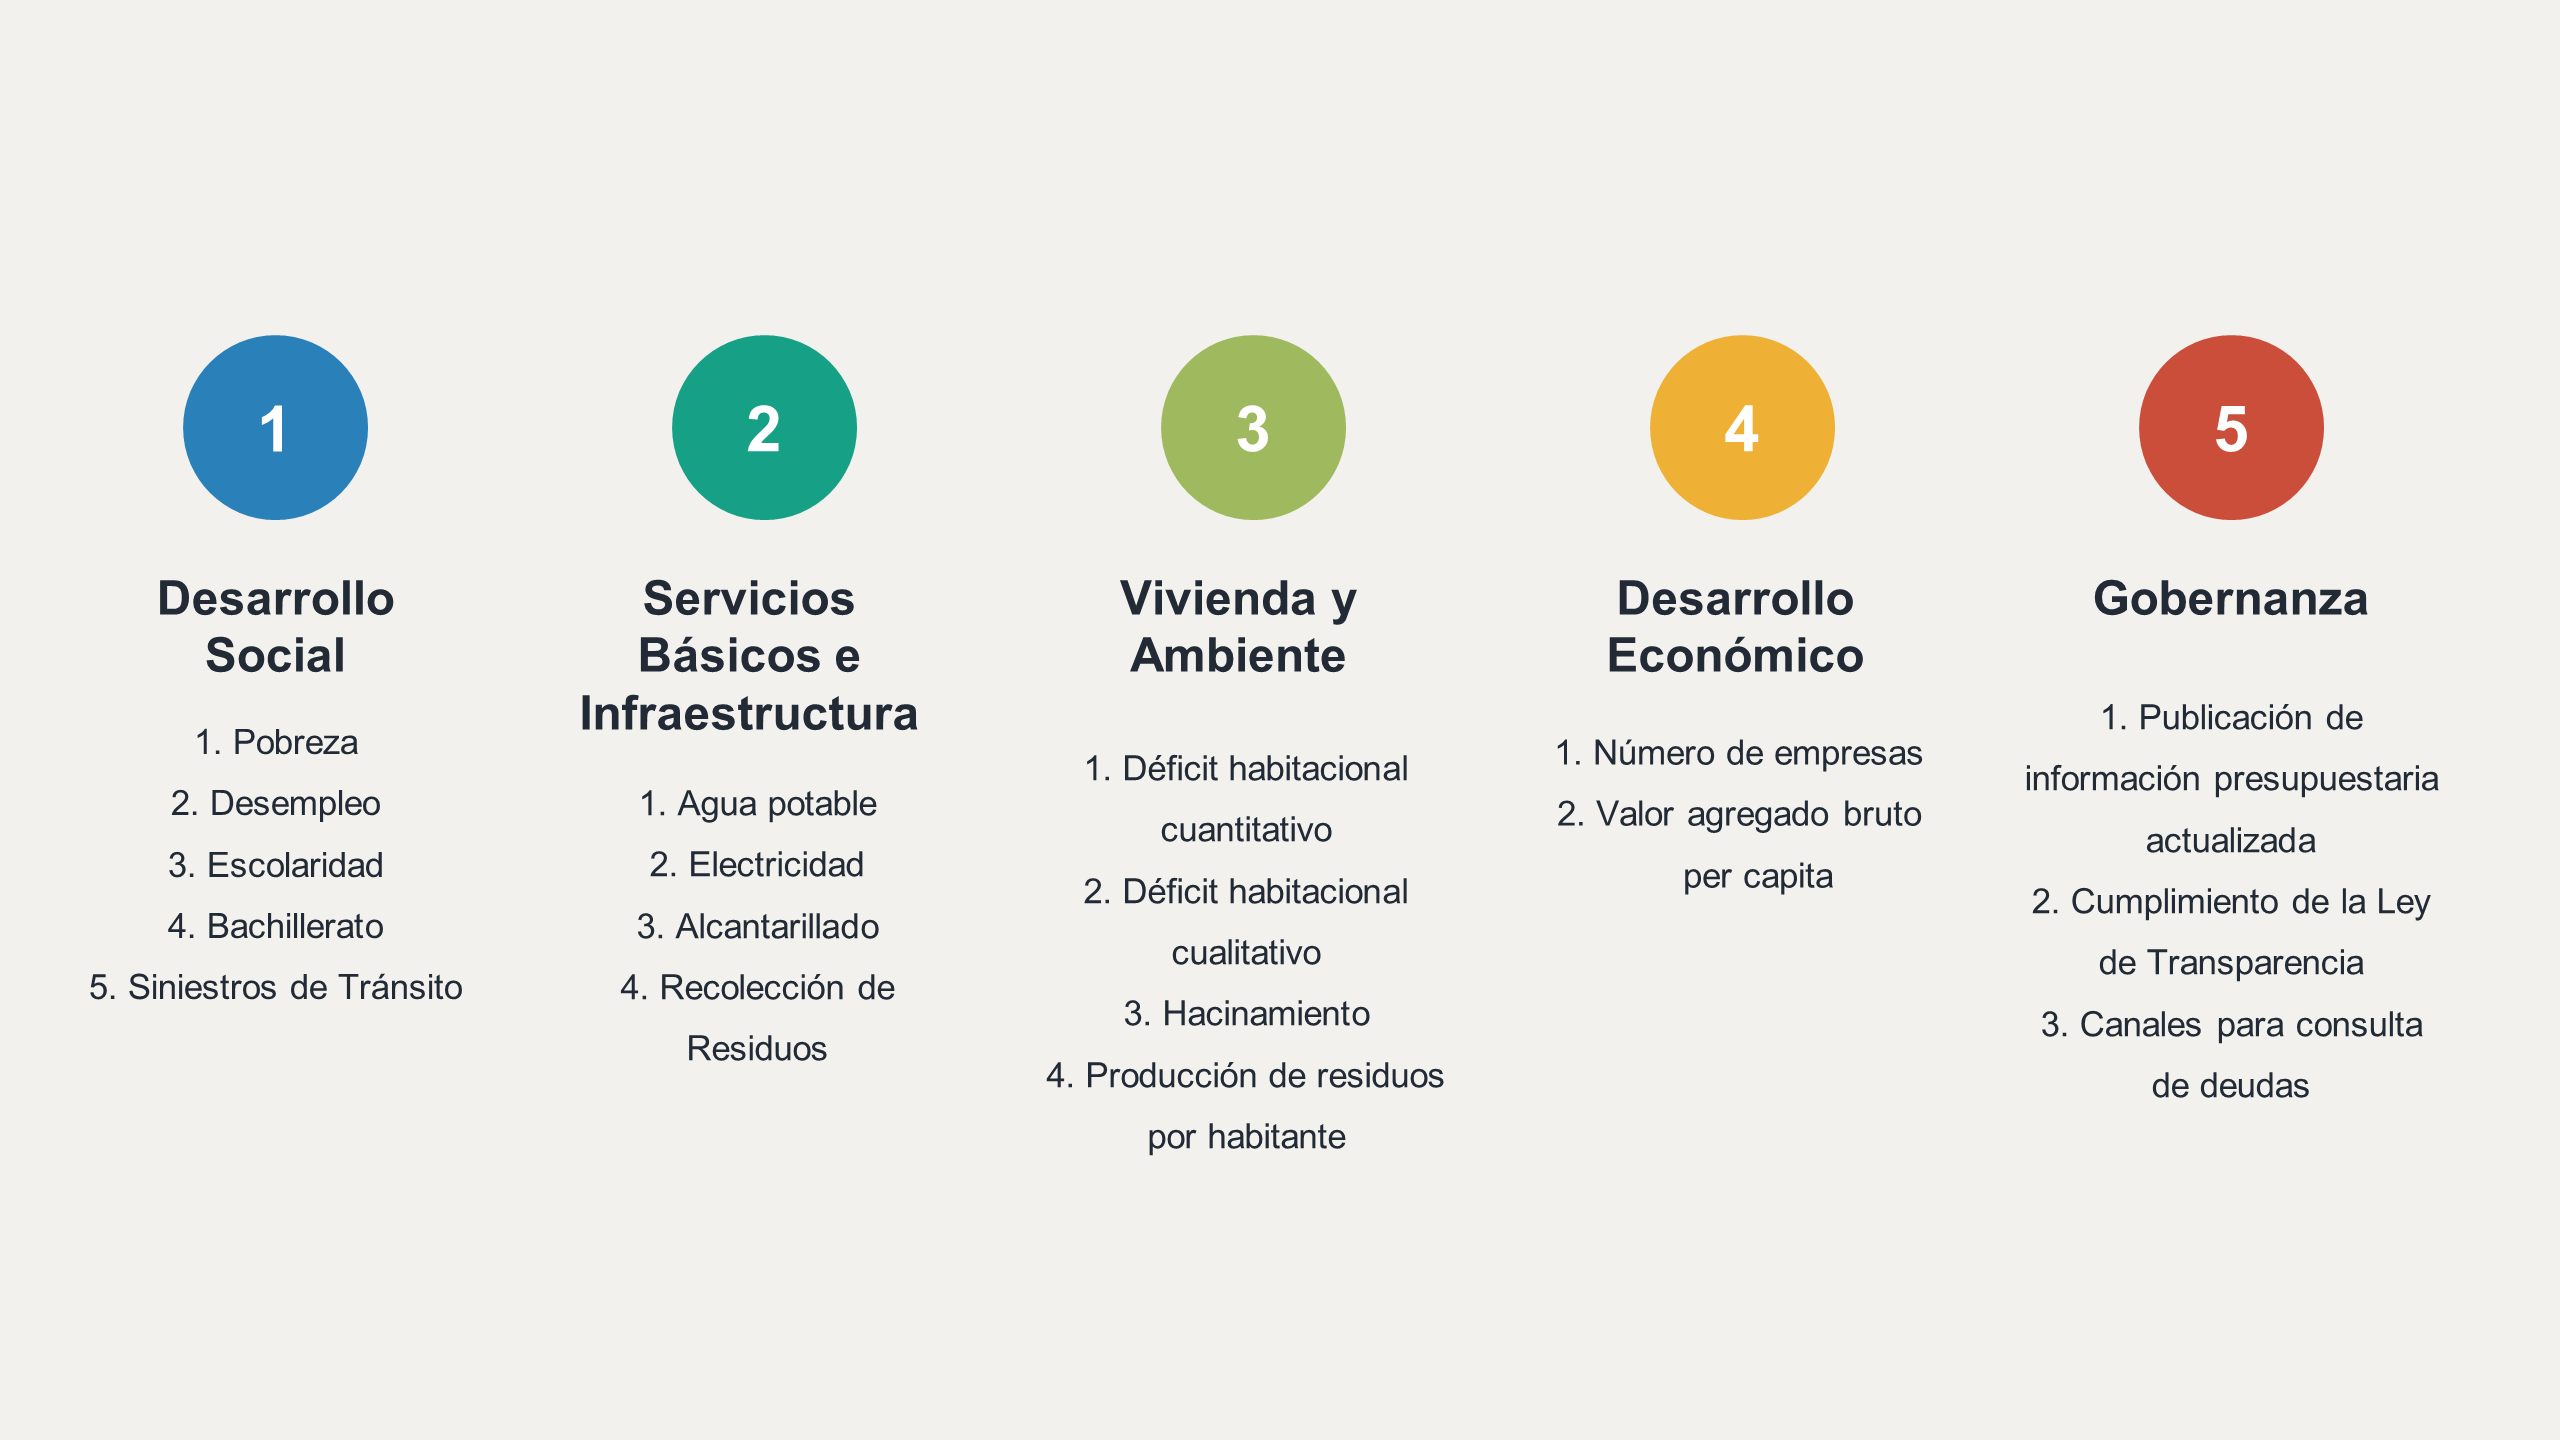 1
Desarrollo
Social
1. Pobreza
2. Desempleo
3. Escolaridad
4. Bachillerato
5. Siniestros de Tránsito
2
Servicios
Básicos e
Infraestructura
1. Agua potable
2. Electricidad
3. Alcantarillado
4. Recolección de
Residuos
3
Vivienda y
Ambiente
1. Déficit habitacional
cuantitativo
2. Déficit habitacional
cualitativo
3. Hacinamiento
4. Producción de residuos
por habitante
4
Desarrollo
Económico
1. Número de empresas
2. Valor agregado bruto
per capita
5
Gobernanza
1. Publicación de
información presupuestaria
actualizada
2. Cumplimiento de la Ley
de Transparencia
3. Canales para consulta
de deudas